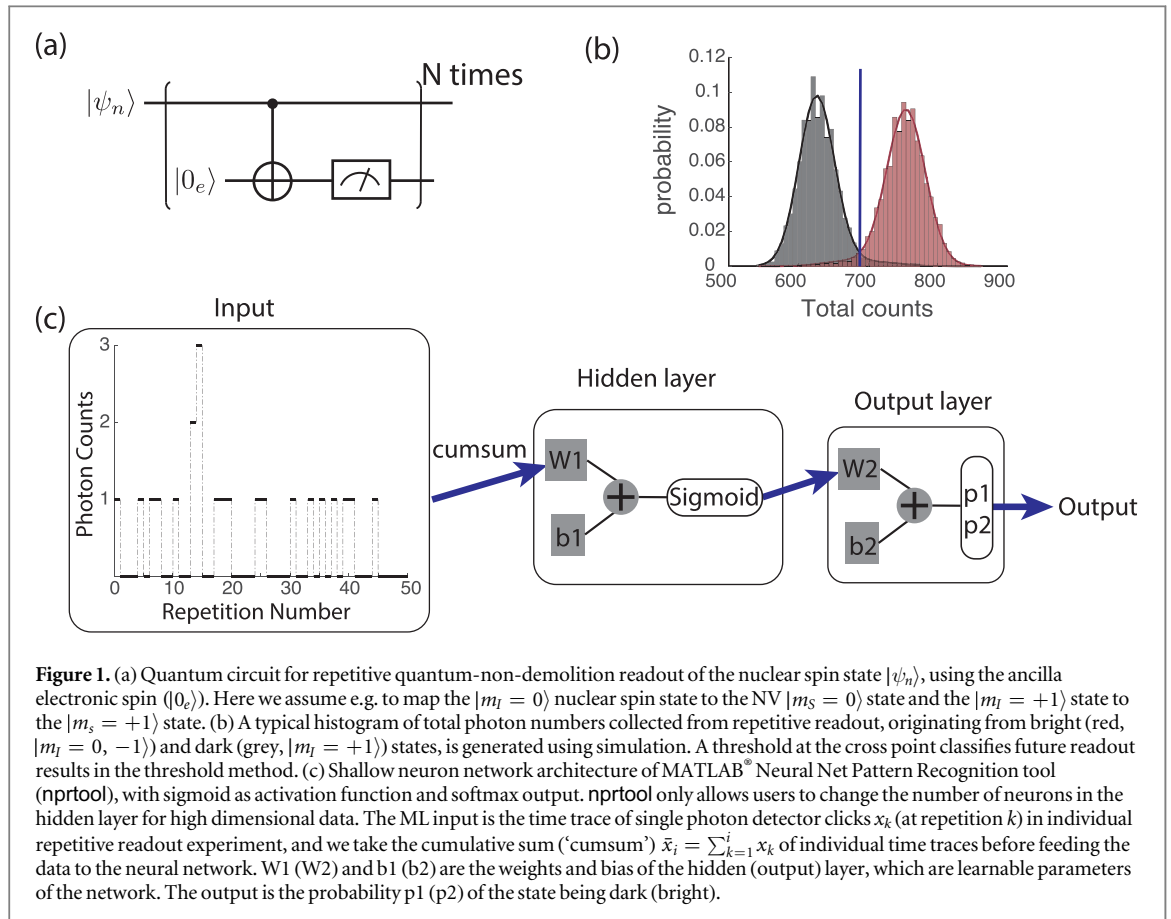 (a)
N times
|ψn⟩
|0e⟩
(b)
0.12
0.1
0.08
0.06
0.04
0.02
0
probability
500 600 700 800 900
Total counts
(c)
Input
3
2
1
Photon Counts
0 10 20 30 40 50
Repetition Number
cumsum
Hidden layer
W1
b1
+
Sigmoid
Output layer
W2
b2
+
p1
p2
Output
Figure 1. (a) Quantum circuit for repetitive quantum-non-demolition readout of the nuclear spin state |ψn⟩, using the ancilla
electronic spin (|0e⟩). Here we assume e.g. to map the |mI = 0⟩ nuclear spin state to the NV |mS = 0⟩ state and the |mI = +1⟩ state to
the |ms = +1⟩ state. (b) A typical histogram of total photon numbers collected from repetitive readout, originating from bright (red,
|mI = 0, −1⟩) and dark (grey, |mI = +1⟩) states, is generated using simulation. A threshold at the cross point classifies future readout
results in the threshold method. (c) Shallow neuron network architecture of MATLAB® Neural Net Pattern Recognition tool
(nprtool), with sigmoid as activation function and softmax output. nprtool only allows users to change the number of neurons in the
hidden layer for high dimensional data. The ML input is the time trace of single photon detector clicks xk (at repetition k) in individual
repetitive readout experiment, and we take the cumulative sum ('cumsum') x̄i = ∑ik=1 xk of individual time traces before feeding the
data to the neural network. W1 (W2) and b1 (b2) are the weights and bias of the hidden (output) layer, which are learnable parameters
of the network. The output is the probability p1 (p2) of the state being dark (bright).